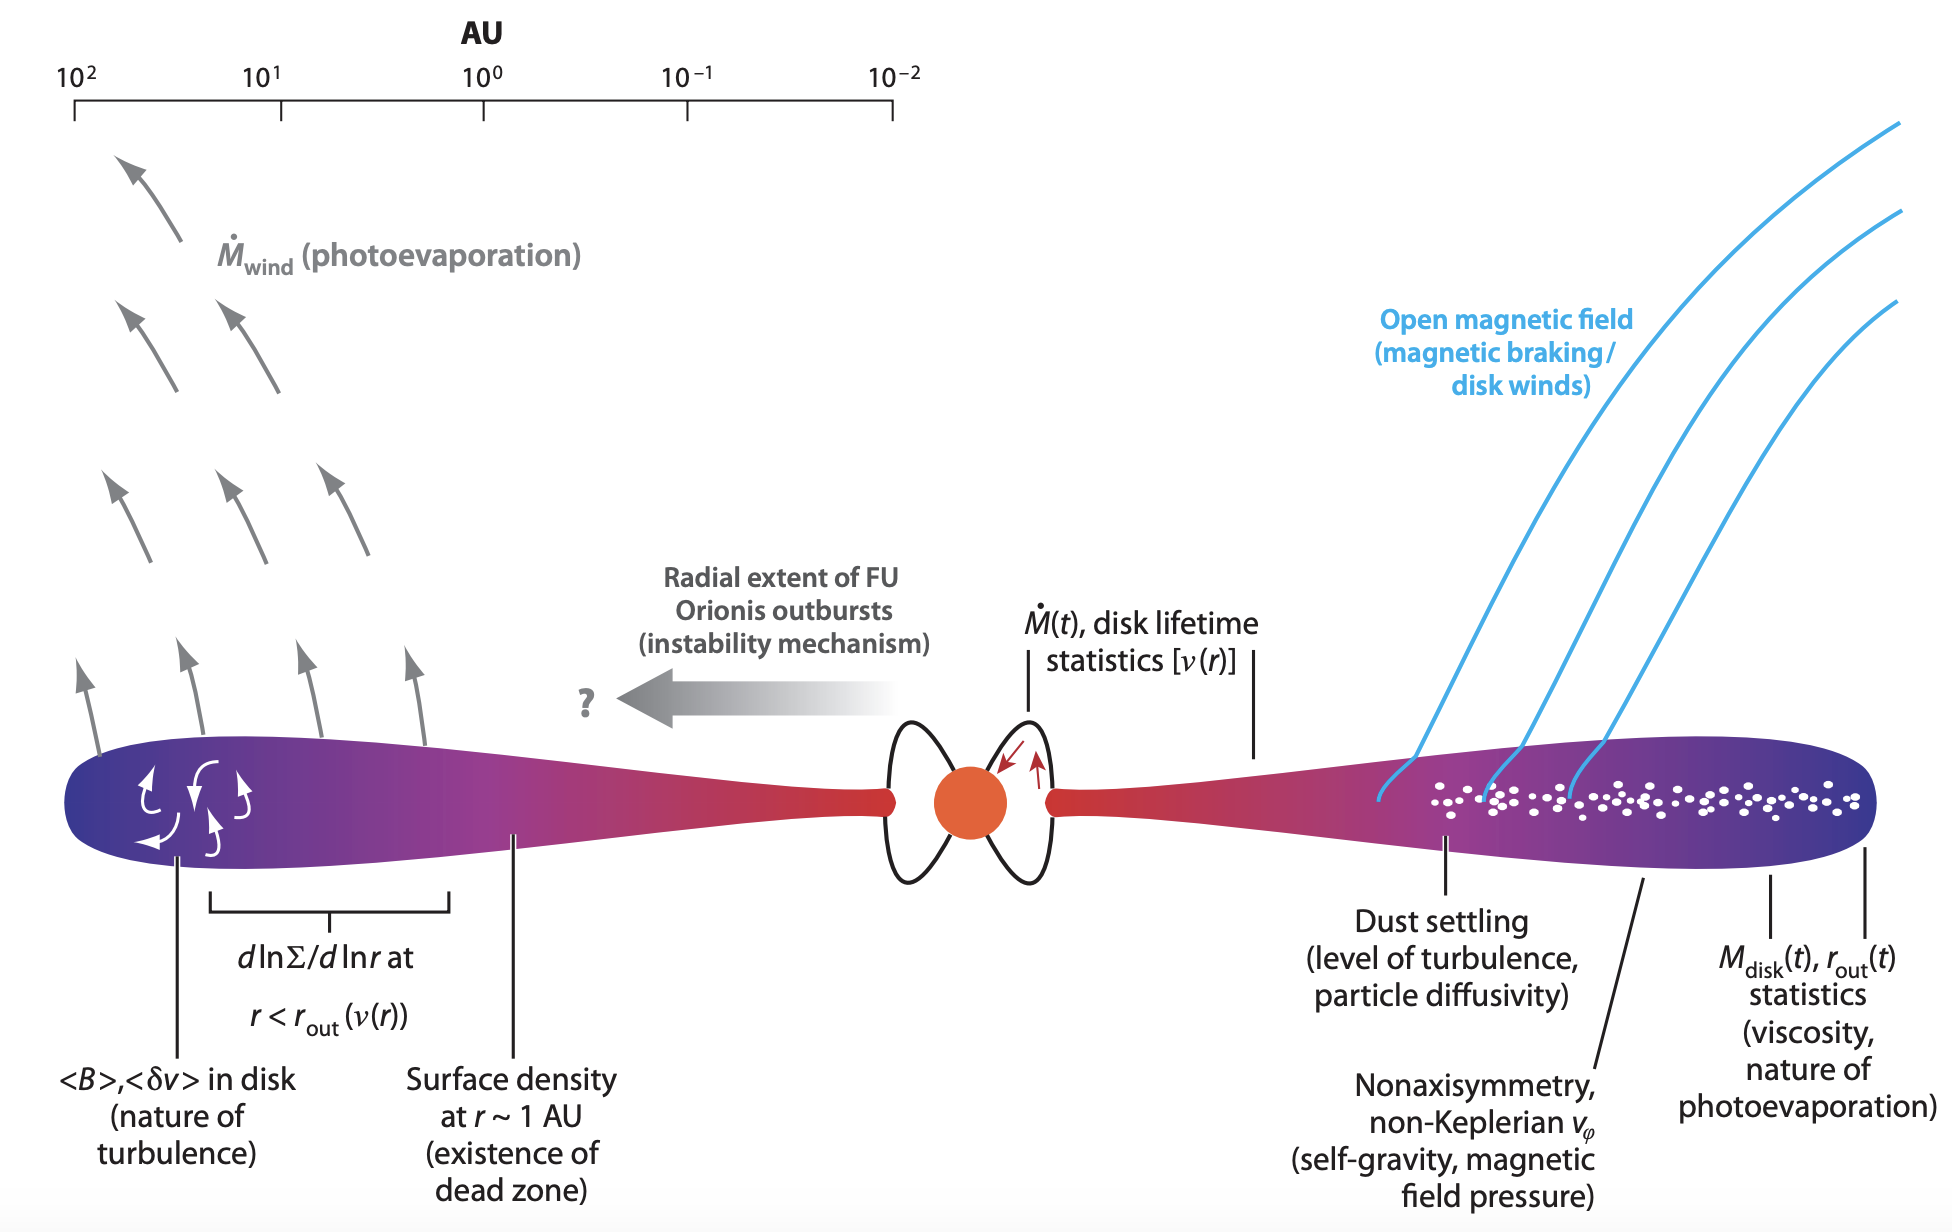 AU
10² 10¹ 10⁰ 10⁻¹ 10⁻²
Ṁwind (photoevaporation)
Open magnetic field
(magnetic braking/
disk winds)
Radial extent of FU
Orionis outbursts
(instability mechanism)
?
Ṁ(t), disk lifetime
statistics [ν(r)]
d lnΣ/d lnr at
r < rout (ν(r))
<B>,<δv> in disk
(nature of
turbulence)
Surface density
at r ~ 1 AU
(existence of
dead zone)
Dust settling
(level of turbulence,
particle diffusivity)
Nonaxisymmetry,
non-Keplerian vφ
(self-gravity, magnetic
field pressure)
Mdisk(t), rout(t)
statistics
(viscosity,
nature of
photoevaporation)